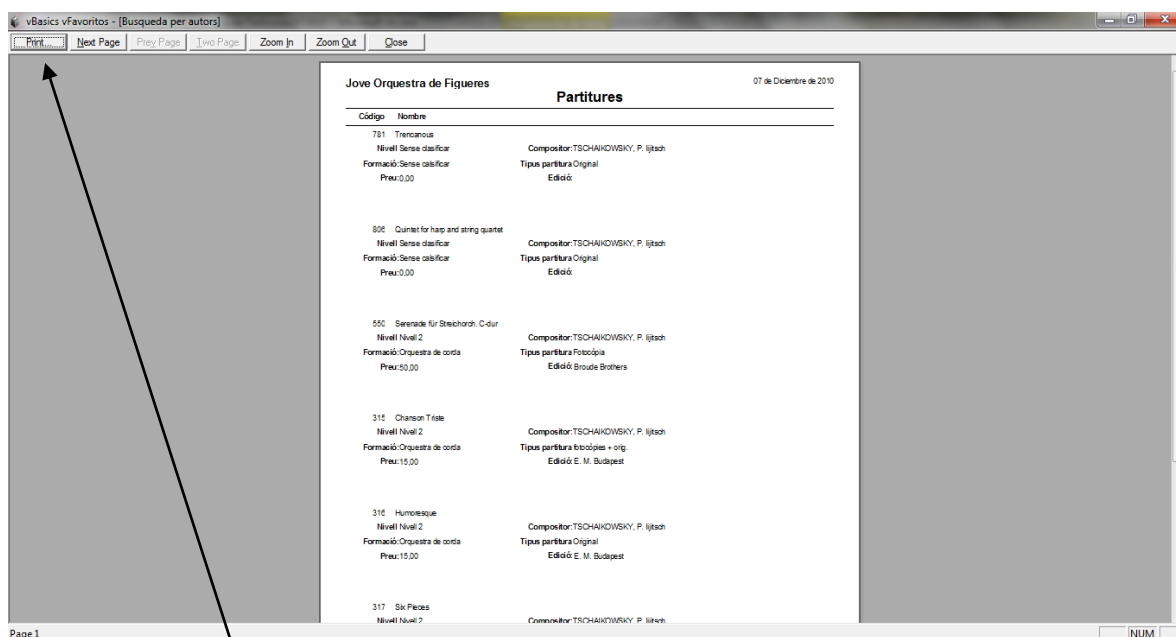 vBasics vFavoritos - [Busqueda per autors]
Print... Next Page Prev Page Two Page Zoom In Zoom Out Close
Jove Orquestra de Figueres 07 de Diciembre de 2010
Partitures
Código Nombre
781 Trencanous
Nivell Sense clasificar Compositor: TSCHAIKOWSKY, P. Iijtsch
Formació: Sense calsificar Tipus partitura Original
Preu: 0,00 Edició:
806 Quintet for harp and string quartet
Nivell Sense clasificar Compositor: TSCHAIKOWSKY, P. Iijtsch
Formació: Sense calsificar Tipus partitura Original
Preu: 0,00 Edició:
550 Serenade für Streichorch. C-dur
Nivell Nivell 2 Compositor: TSCHAIKOWSKY, P. Iijtsch
Formació: Orquestra de corda Tipus partitura Fotocópia
Preu: 50,00 Edició: Broude Brothers
315 Chanson Triste
Nivell Nivell 2 Compositor: TSCHAIKOWSKY, P. Iijtsch
Formació: Orquestra de corda Tipus partitura fotocòpies + orig.
Preu: 15,00 Edició: E. M. Budapest
316 Humoresque
Nivell Nivell 2 Compositor: TSCHAIKOWSKY, P. Iijtsch
Formació: Orquestra de corda Tipus partitura Original
Preu: 15,00 Edició: E. M. Budapest
317 Six Pieces
Nivell Nivell 2 Compositor: TSCHAIKOWSKY, P. Iijtsch
Page 1 NUM